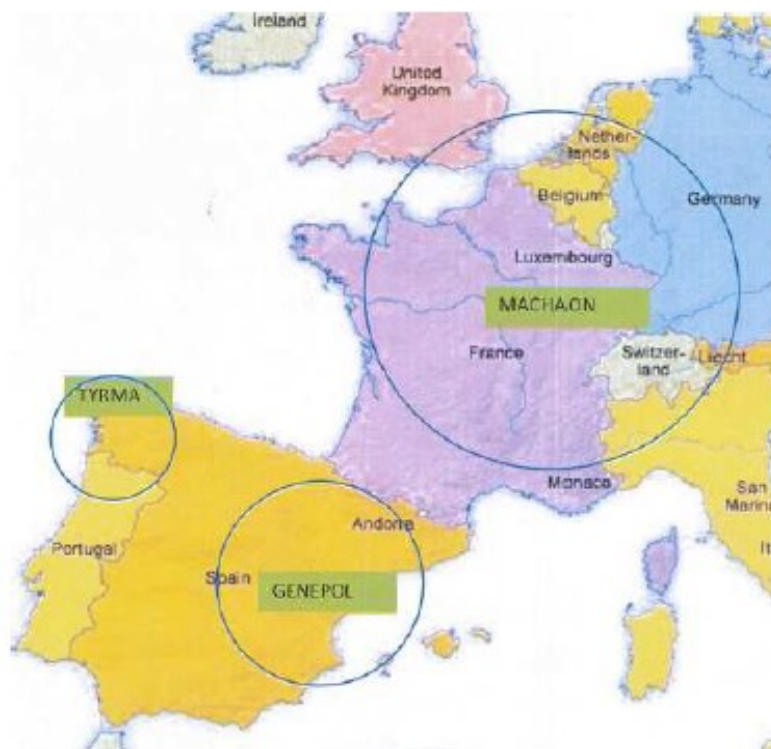 Ireland
United
Kingdom
Nether-
lands
Belgium
Germany
Luxembourg
MACHAON
France
Switzer-
land
Liecht
TYRMA
Monaco
San
Marino
Andorra
Portugal
Spain
GENEPOL
It